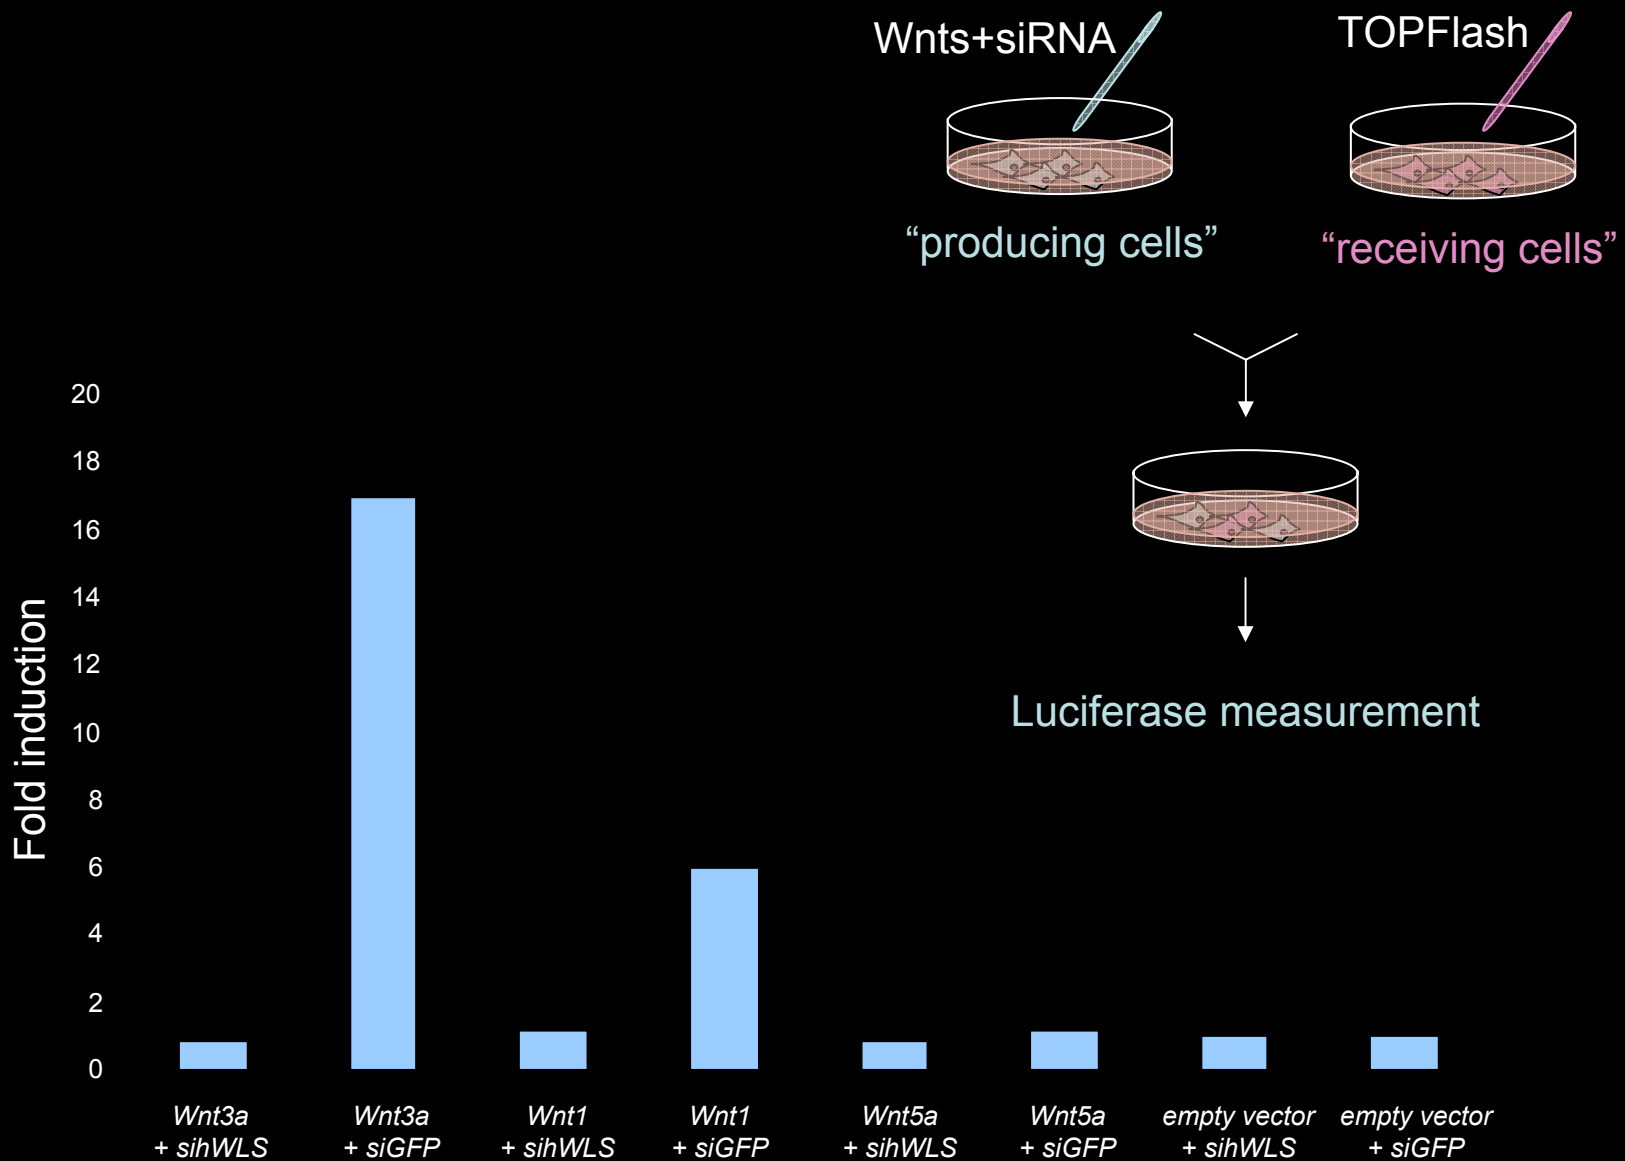 Wnts+siRNA
TOPFlash
“producing cells”
“receiving cells”
Luciferase measurement
Fold induction
20
18
16
14
12
10
8
6
4
2
0
Wnt3a
+ sihWLS
Wnt3a
+ siGFP
Wnt1
+ sihWLS
Wnt1
+ siGFP
Wnt5a
+ sihWLS
Wnt5a
+ siGFP
empty vector
+ sihWLS
empty vector
+ siGFP